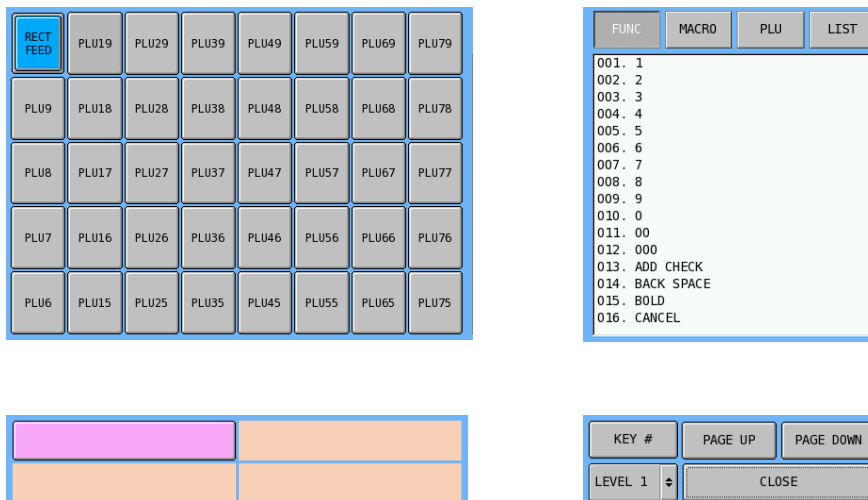 RECT
FEED
PLU19 PLU29 PLU39 PLU49 PLU59 PLU69 PLU79
PLU9 PLU18 PLU28 PLU38 PLU48 PLU58 PLU68 PLU78
PLU8 PLU17 PLU27 PLU37 PLU47 PLU57 PLU67 PLU77
PLU7 PLU16 PLU26 PLU36 PLU46 PLU56 PLU66 PLU76
PLU6 PLU15 PLU25 PLU35 PLU45 PLU55 PLU65 PLU75
FUNC MACRO PLU LIST
001. 1
002. 2
003. 3
004. 4
005. 5
006. 6
007. 7
008. 8
009. 9
010. 0
011. 00
012. 000
013. ADD CHECK
014. BACK SPACE
015. BOLD
016. CANCEL
KEY # PAGE UP PAGE DOWN
LEVEL 1 CLOSE